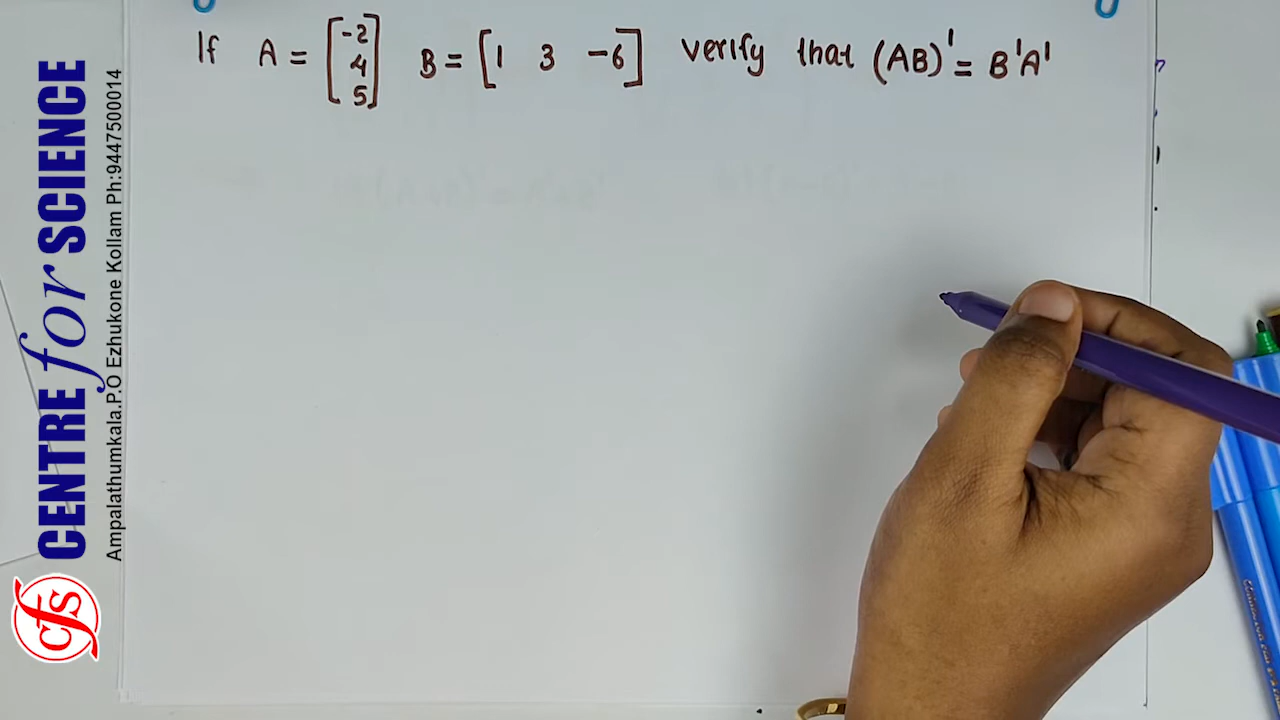 If A = [-2 4 5] B = [1 3 -6] verify that (AB)' = B'A'
CENTRE for SCIENCE
Ampalathumkala.P.O Ezhukone Kollam Ph:9447500014
cfs